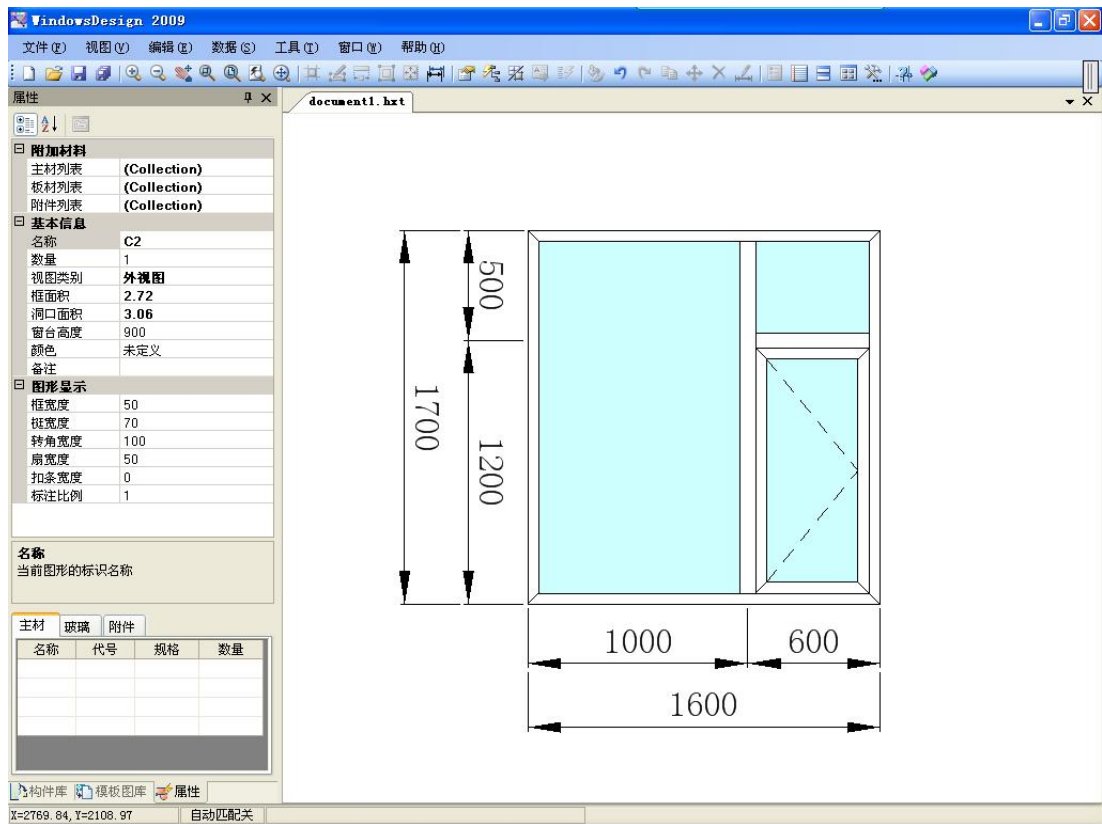 WindowsDesign 2009
文件(F) 视图(V) 编辑(E) 数据(S) 工具(T) 窗口(W) 帮助(H)
属性
document1.hxt
附加材料
主材列表 (Collection)
板材列表 (Collection)
附件列表 (Collection)
基本信息
名称 C2
数量 1
视图类别 外视图
框面积 2.72
洞口面积 3.06
窗台高度 900
颜色 未定义
备注
图形显示
框宽度 50
梃宽度 70
转角宽度 100
扇宽度 50
扣条宽度 0
标注比例 1
名称
当前图形的标识名称
主材 玻璃 附件
名称 代号 规格 数量
构件库 模板图库 属性
X=2769.84,Y=2108.97 自动匹配关
500
1700
1200
1000 600
1600